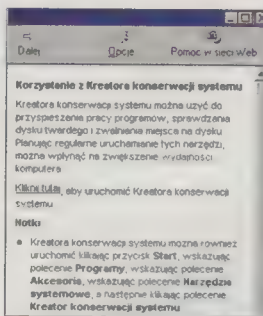 Dalej Opcje Pomoc w sieci Web
Korzystanie z Kreatora konserwacji systemu
Kreatora konserwacji systemu można użyć do
przyspieszenia pracy programów, sprawdzania
dysku twardego i zwalniania miejsca na dysku
Planując regularne uruchamianie tych narzędzi,
można wpłynąć na zwiększenie wydajności
komputera
Kliknij tutaj, aby uruchomić Kreatora konserwacji
systemu
Notki
• Kreatora konserwacji systemu można również
uruchomić klikając przycisk Start, wskazując
polecenie Programy, wskazując polecenie
Akcesoria, wskazując polecenie Narzędzia
systemowe, a następnie klikając polecenie
Kreator konserwacji systemu